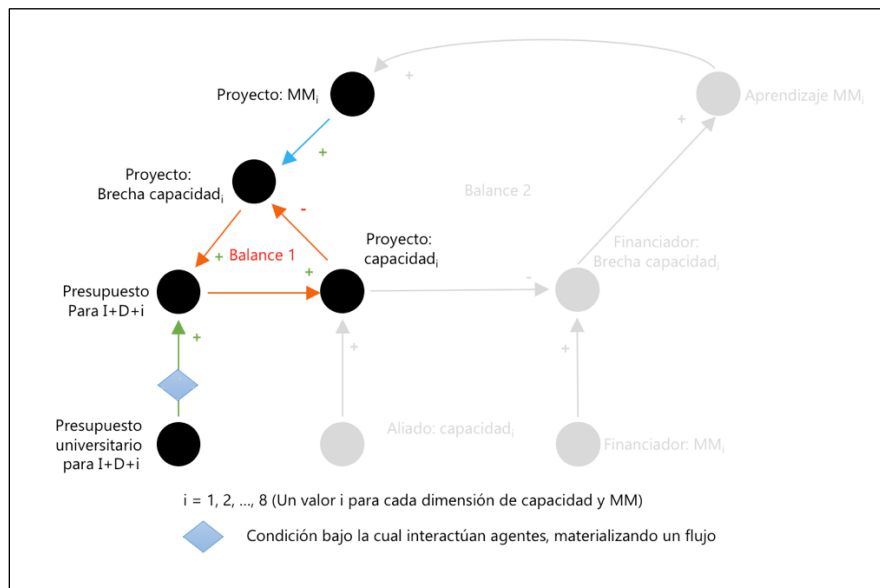 Proyecto: MMi
+
Aprendizaje MMi
+
+
Proyecto:
Brecha capacidadi
-
Balance 2
Proyecto:
capacidadi
Financiador:
Brecha capacidadi
+
Balance 1
+
-
Presupuesto
Para I+D+i
+
+
+
Presupuesto
universitario
para I+D+i
Aliado: capacidadi
Financiador: MMi
i = 1, 2, ..., 8 (Un valor i para cada dimensión de capacidad y MM)
Condición bajo la cual interactúan agentes, materializando un flujo